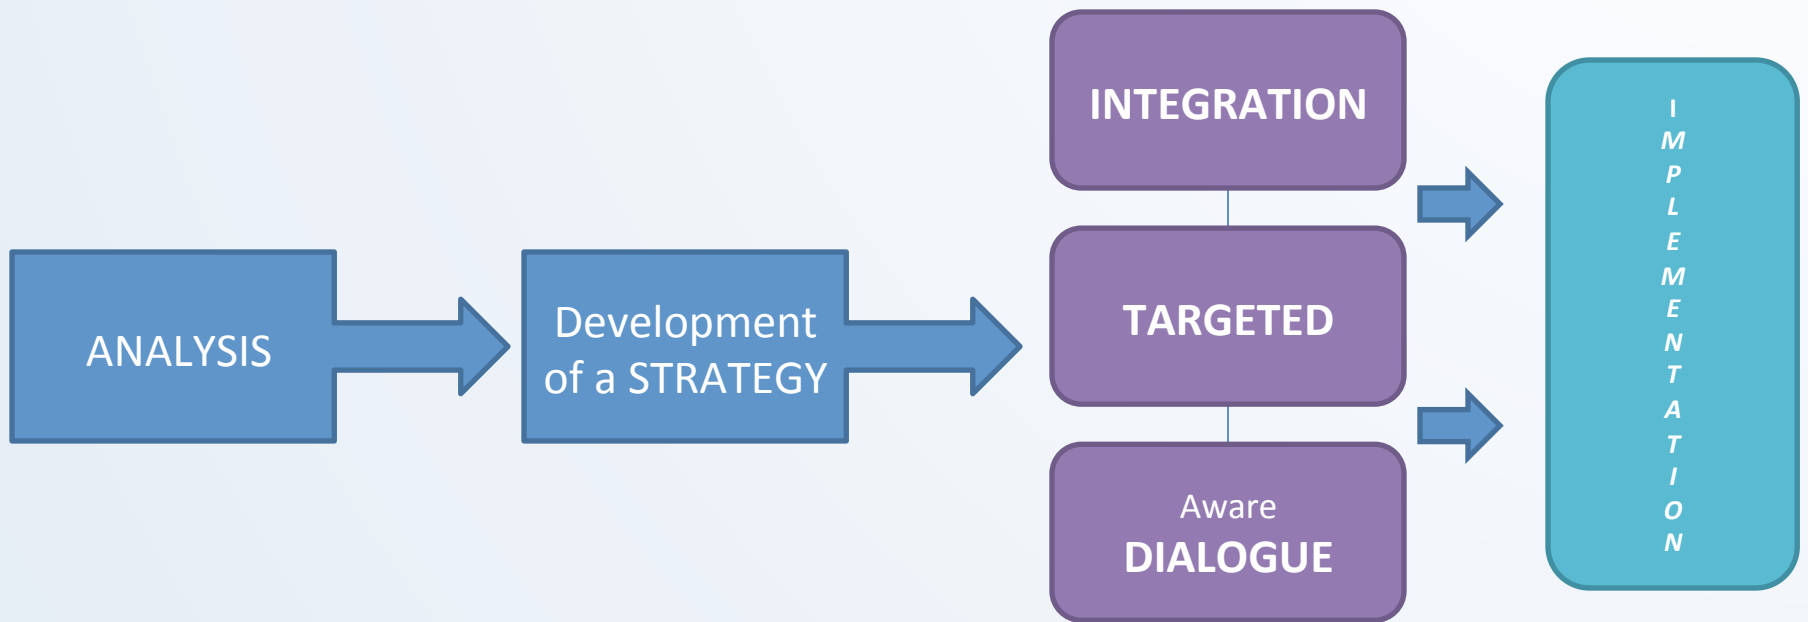 ANALYSIS
Development
of a STRATEGY
INTEGRATION
TARGETED
Aware
DIALOGUE
I
M
P
L
E
M
E
N
T
A
T
I
O
N